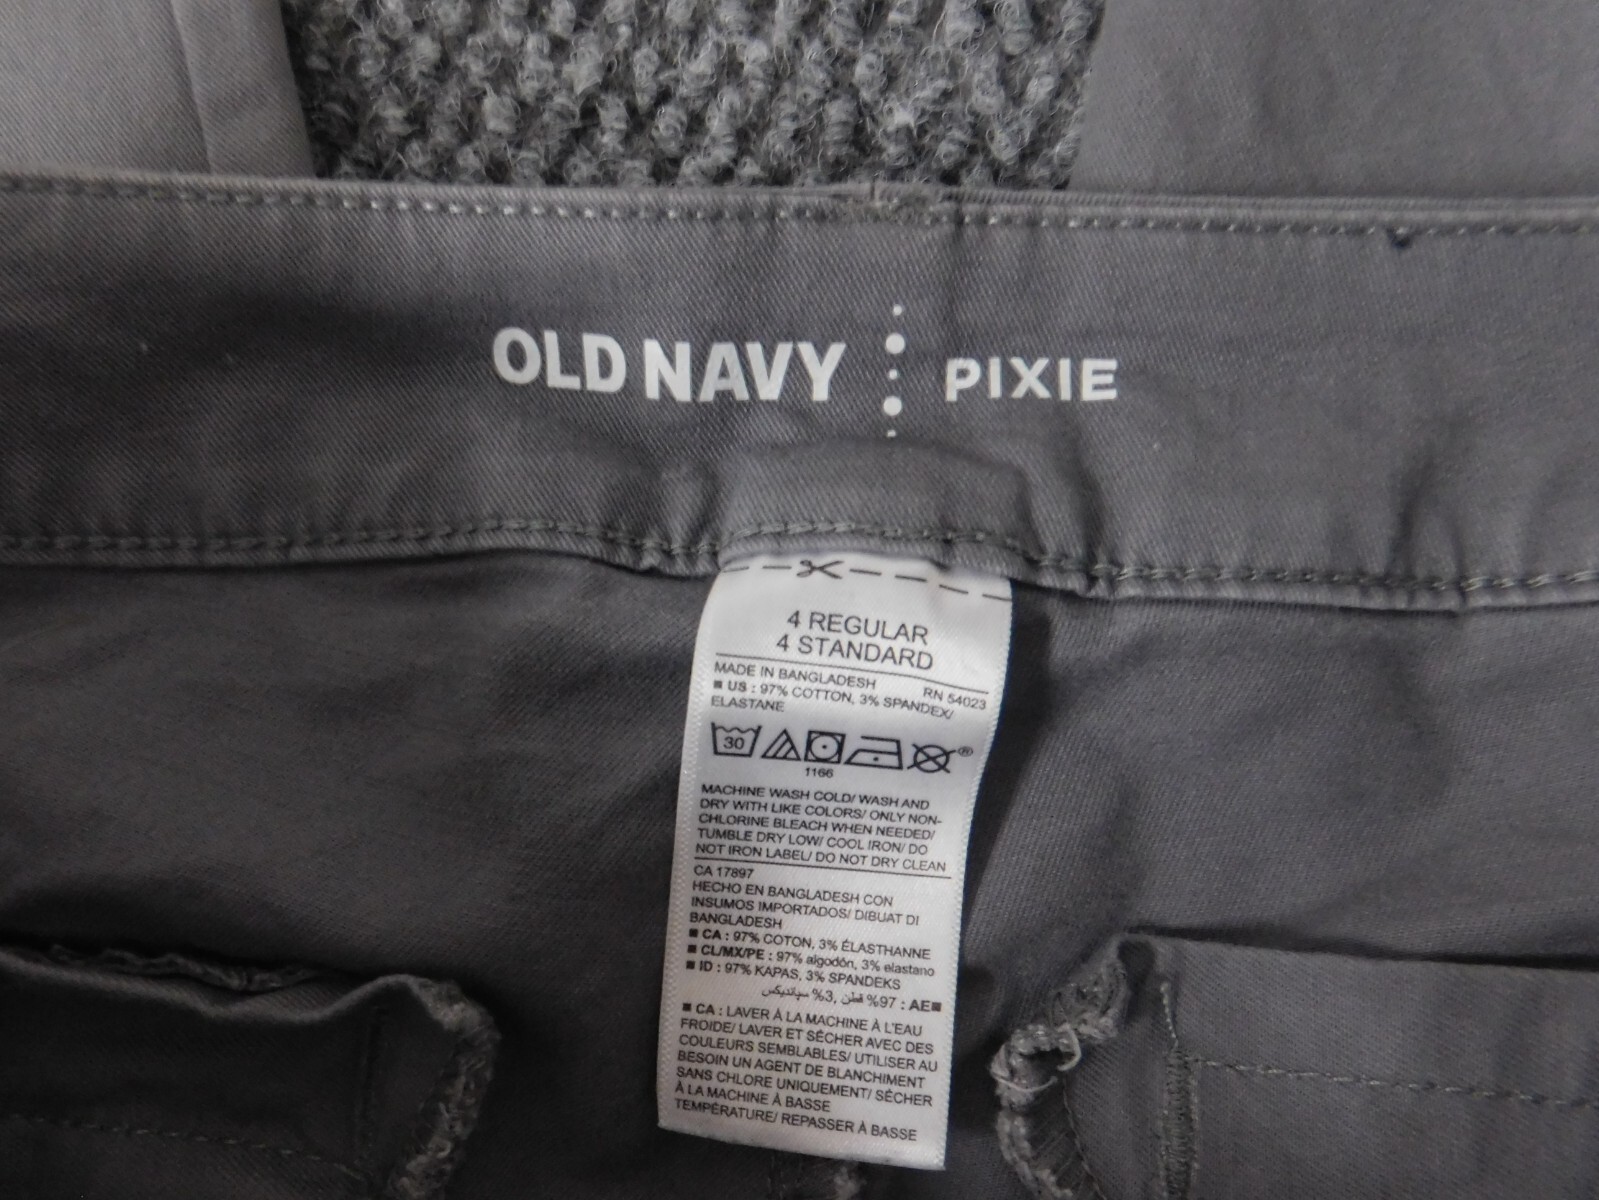 OLD NAVY PIXIE
4 REGULAR
4 STANDARD
MADE IN BANGLADESH RN 54023
■ US : 97% COTTON, 3% SPANDEX/
ELASTANE
30
1166
MACHINE WASH COLD/ WASH AND
DRY WITH LIKE COLORS/ ONLY NON-
CHLORINE BLEACH WHEN NEEDED/
TUMBLE DRY LOW/ COOL IRON/ DO
NOT IRON LABEL/ DO NOT DRY CLEAN
CA 17897
HECHO EN BANGLADESH CON
INSUMOS IMPORTADOS/ DIBUAT DI
BANGLADESH
■ CA : 97% COTON, 3% ÉLASTHANNE
■ CL/MX/PE : 97% algodón, 3% elastano
■ ID : 97% KAPAS, 3% SPANDEKS
■AE : 97% قطن, 3% سباندیکس
■ CA : LAVER À LA MACHINE À L'EAU
FROIDE/ LAVER ET SÉCHER AVEC DES
COULEURS SEMBLABLES/ UTILISER AU
BESOIN UN AGENT DE BLANCHIMENT
SANS CHLORE UNIQUEMENT/ SÉCHER
À LA MACHINE À BASSE
TEMPÉRATURE/ REPASSER À BASSE